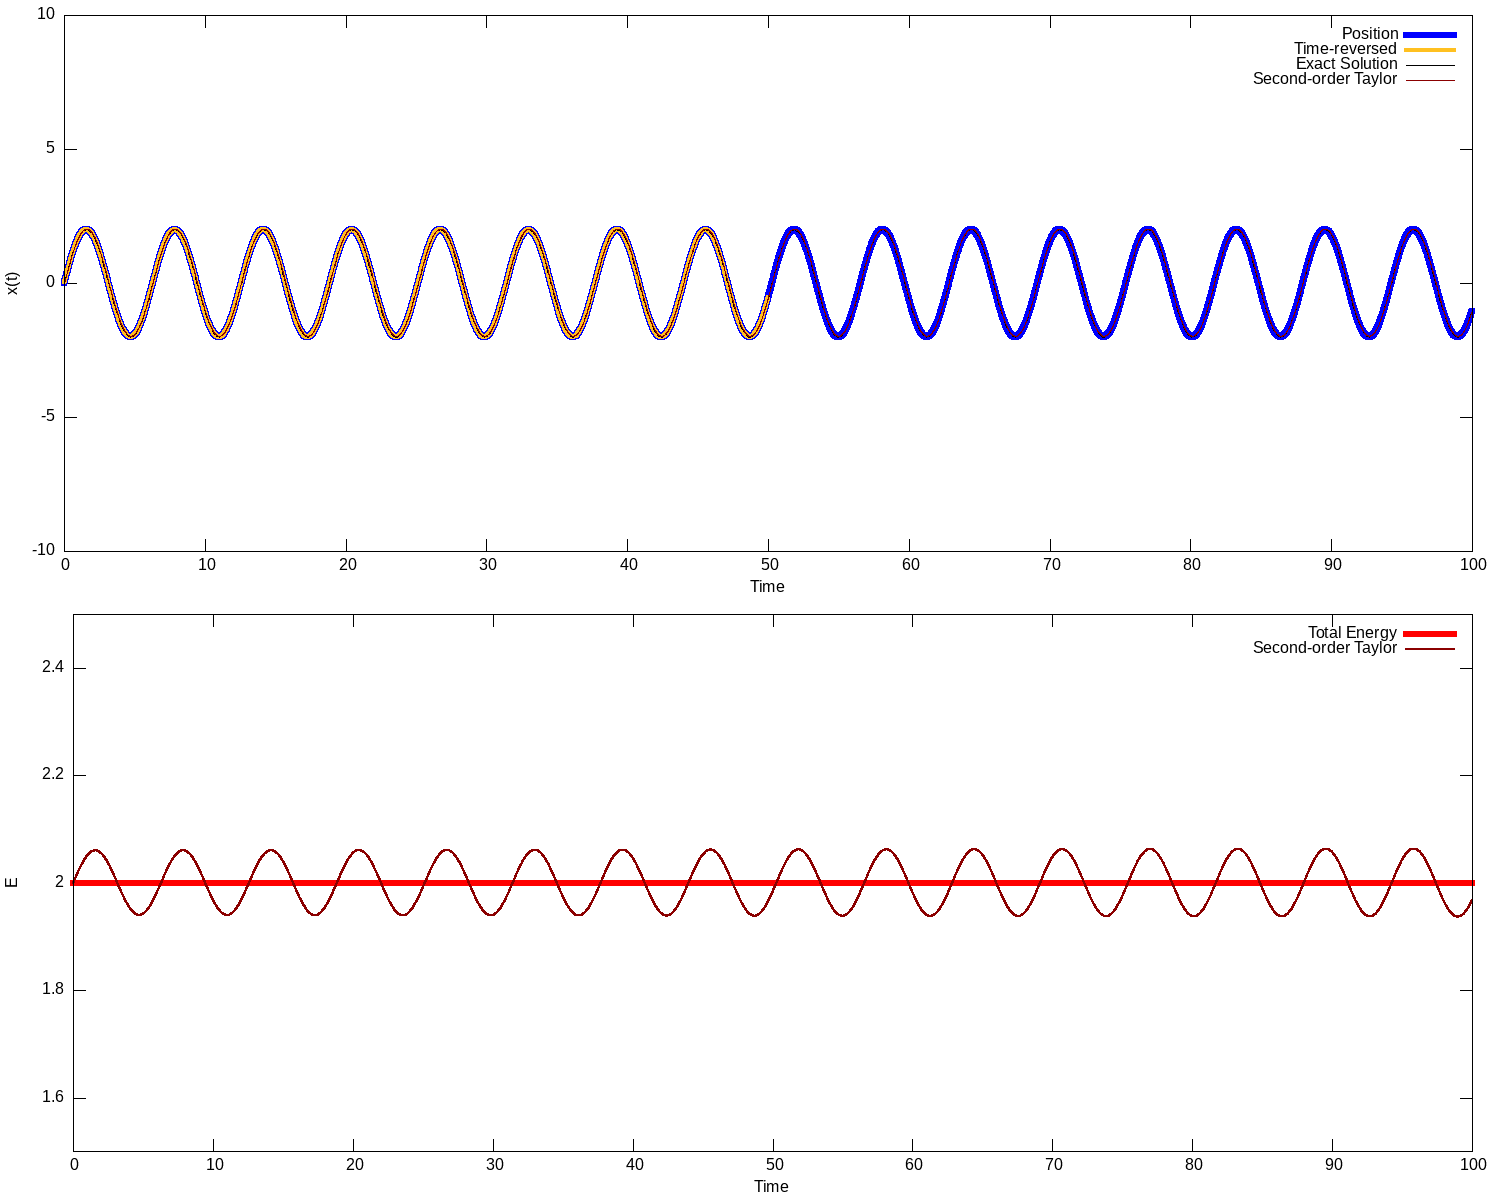 10
5
0
-5
-10
x(t)
Position
Time-reversed
Exact Solution
Second-order Taylor
0 10 20 30 40 50 60 70 80 90 100
Time
2.4
2.2
2
1.8
1.6
E
Total Energy
Second-order Taylor
0 10 20 30 40 50 60 70 80 90 100
Time